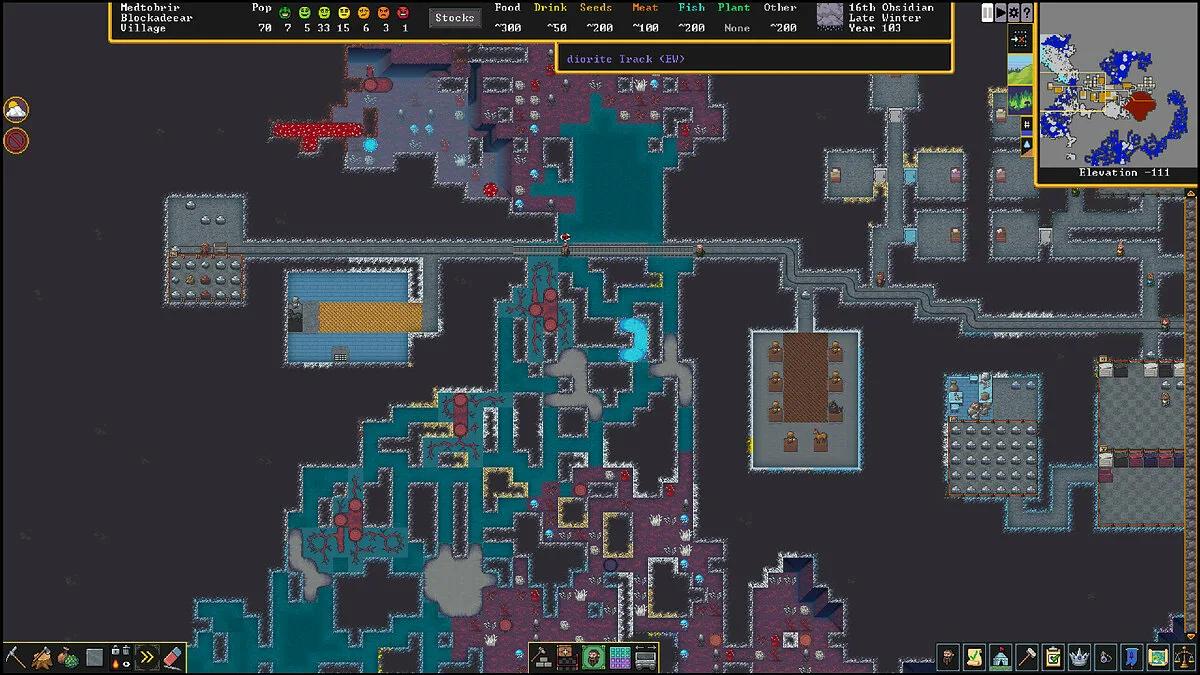 Medtobrir
Blockadeear
Village
Pop
70 7 5 33 15 6 3 1
Stocks
Food Drink Seeds Meat Fish Plant Other
~300 ~50 ~200 ~100 ~200 None ~200
16th Obsidian
Late Winter
Year 103
diorite Track (EW)
Elevation -111